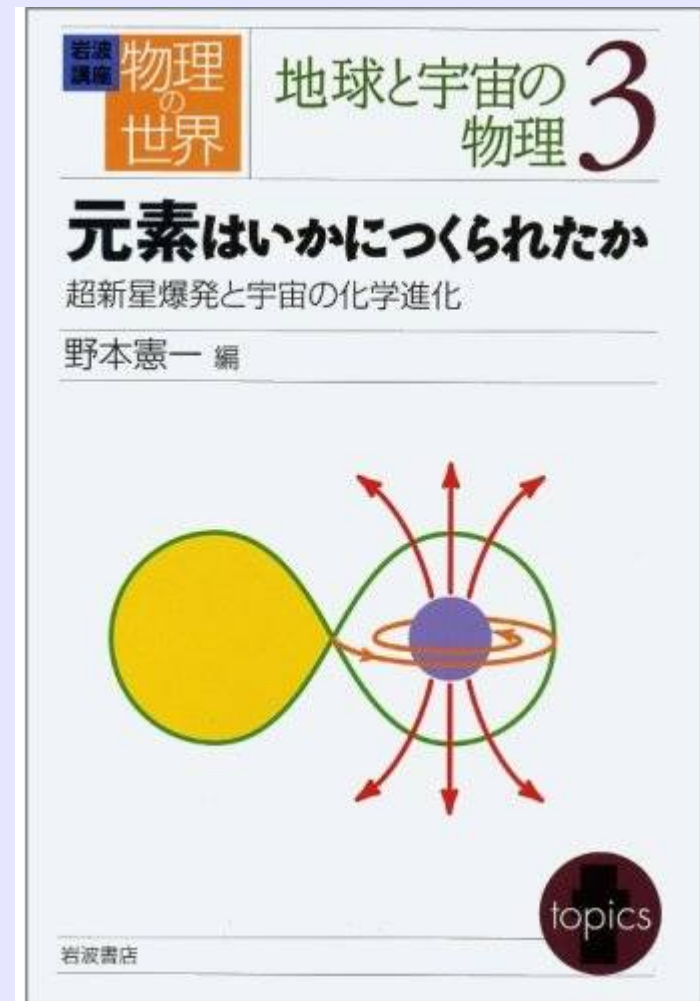 岩波
講座
物理
の
世界
地球と宇宙の
物理
3
元素はいかにつくられたか
超新星爆発と宇宙の化学進化
野本憲一 編
topics
岩波書店